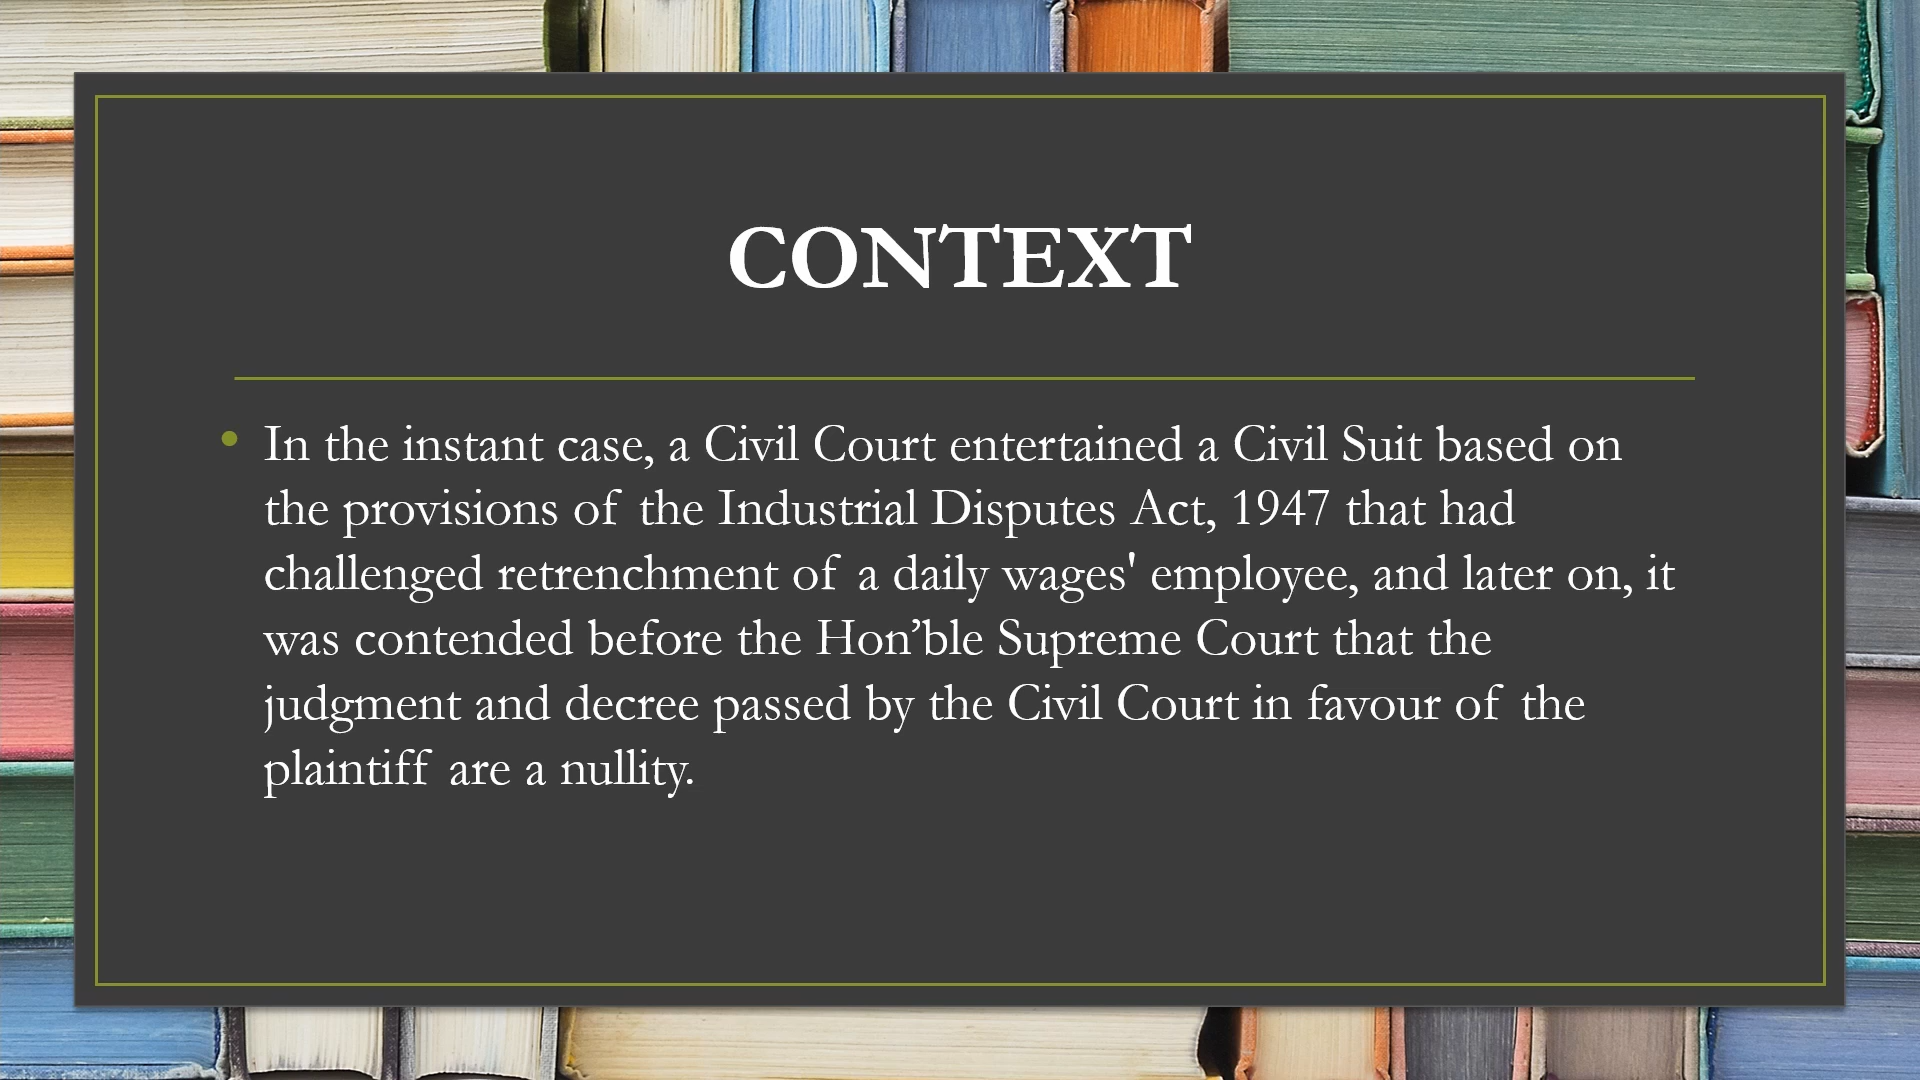 CONTEXT
• In the instant case, a Civil Court entertained a Civil Suit based on
the provisions of the Industrial Disputes Act, 1947 that had
challenged retrenchment of a daily wages' employee, and later on, it
was contended before the Hon’ble Supreme Court that the
judgment and decree passed by the Civil Court in favour of the
plaintiff are a nullity.